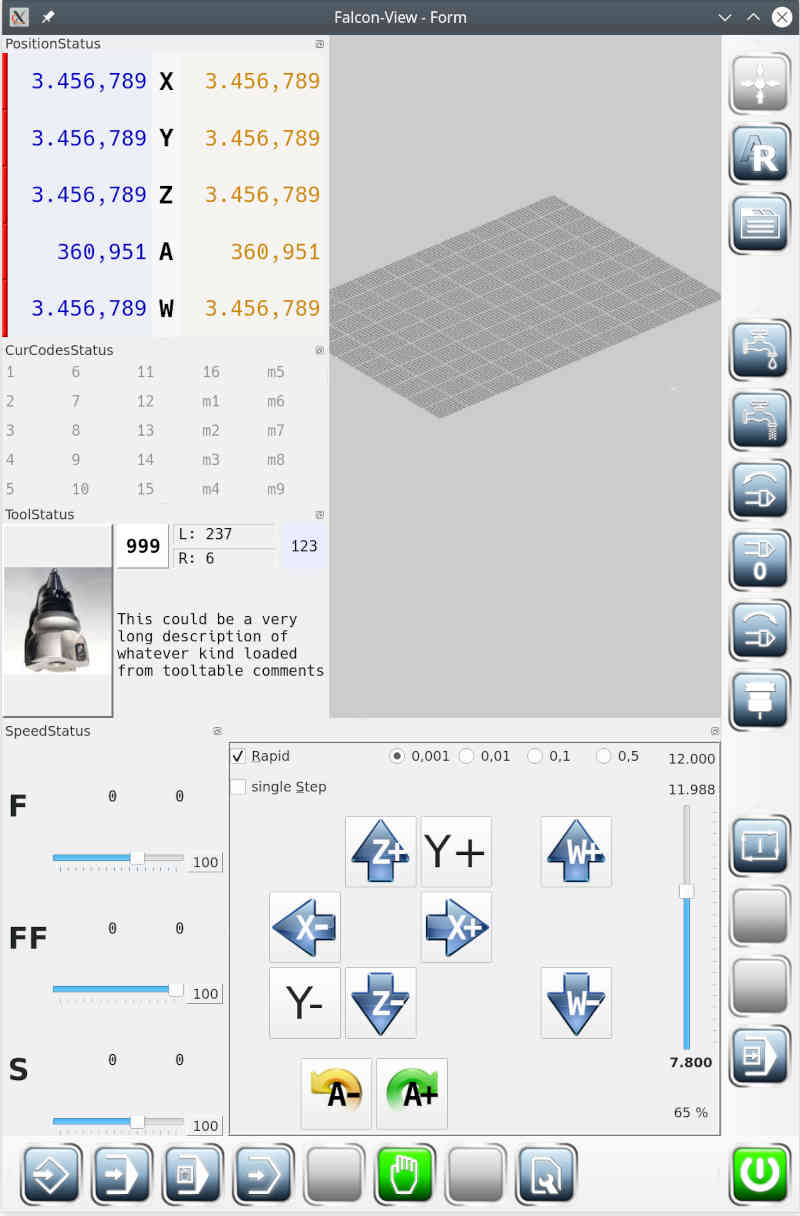 Falcon-View - Form
PositionStatus
3.456,789 X 3.456,789
3.456,789 Y 3.456,789
3.456,789 Z 3.456,789
360,951 A 360,951
3.456,789 W 3.456,789
CurCodesStatus
1 6 11 16 m5
2 7 12 m1 m6
3 8 13 m2 m7
4 9 14 m3 m8
5 10 15 m4 m9
ToolStatus
999 L: 237 123
R: 6
This could be a very
long description of
whatever kind loaded
from tooltable comments
SpeedStatus
F 0 0
100
FF 0 0
100
S 0 0
100
Rapid 0,001 0,01 0,1 0,5 12.000
single Step 11.988
Z+ Y+ W+
X- X+
Y- Z- W-
7.800
A- A+
65 %
R
0